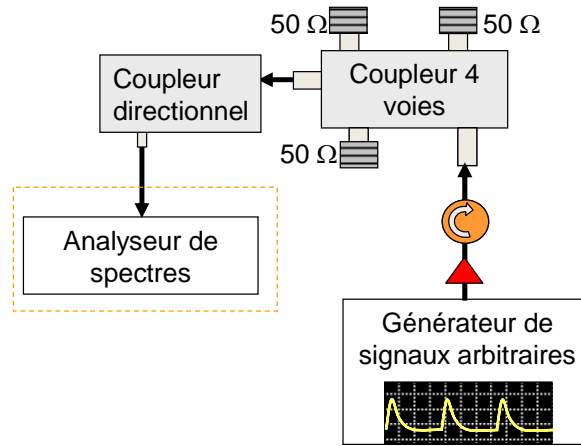 50 Ω
50 Ω
Coupleur
directionnel
Coupleur 4
voies
50 Ω
Analyseur de
spectres
Générateur de
signaux arbitraires